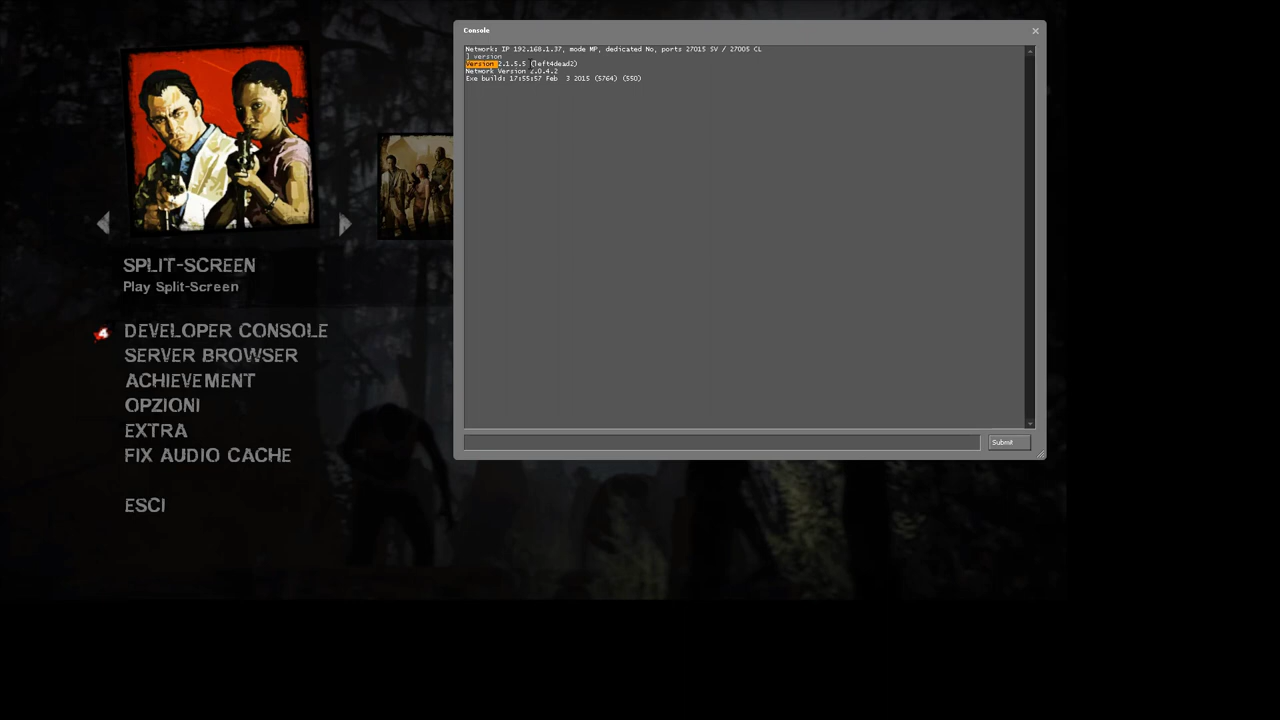 SPLIT-SCREEN
Play Split-Screen
4
DEVELOPER CONSOLE
SERVER BROWSER
ACHIEVEMENT
OPZIONI
EXTRA
FIX AUDIO CACHE
ESCI
Console
Network: IP 192.168.1.37, mode MP, dedicated No, ports 27015 SV / 27005 CL
] version
Version 2.1.5.5 (left4dead2)
Network Version 2.0.4.2
Exe build: 17:55:57 Feb  3 2015 (5764) (550)
Submit